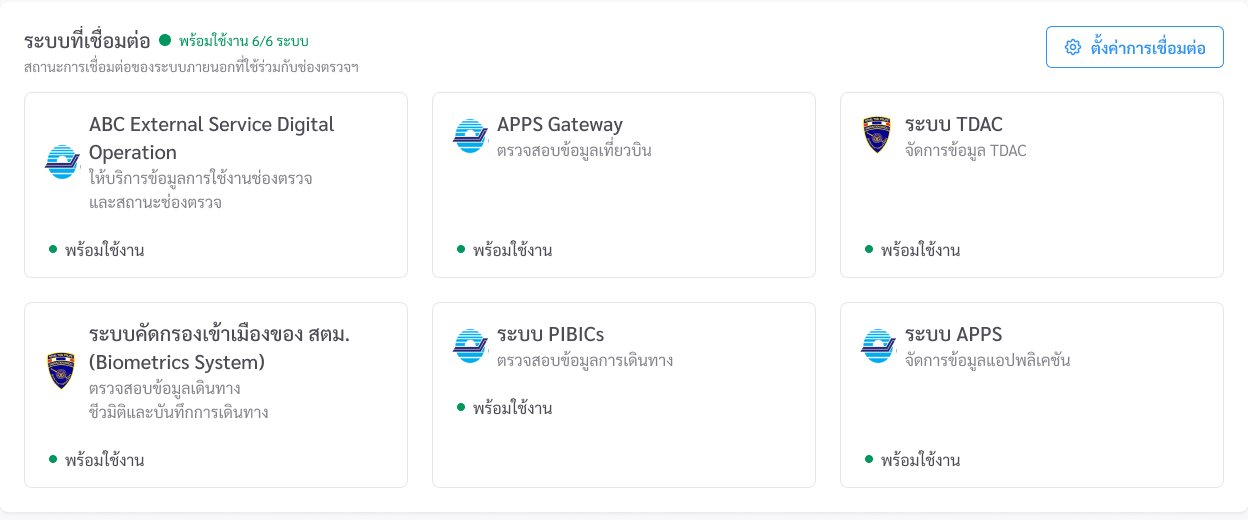 ระบบที่เชื่อมต่อ พร้อมใช้งาน 6/6 ระบบ
สถานะการเชื่อมต่อของระบบภายนอกที่ใช้ร่วมกับช่องตรวจฯ
ตั้งค่าการเชื่อมต่อ
ABC External Service Digital
Operation
ให้บริการข้อมูลการใช้งานช่องตรวจ
และสถานะช่องตรวจ
พร้อมใช้งาน
APPS Gateway
ตรวจสอบข้อมูลเที่ยวบิน
พร้อมใช้งาน
ระบบ TDAC
จัดการข้อมูล TDAC
พร้อมใช้งาน
ระบบคัดกรองเข้าเมืองของ สตม.
(Biometrics System)
ตรวจสอบข้อมูลเดินทาง
ชีวมิติและบันทึกการเดินทาง
พร้อมใช้งาน
ระบบ PIBICs
ตรวจสอบข้อมูลการเดินทาง
พร้อมใช้งาน
ระบบ APPS
จัดการข้อมูลแอปพลิเคชัน
พร้อมใช้งาน